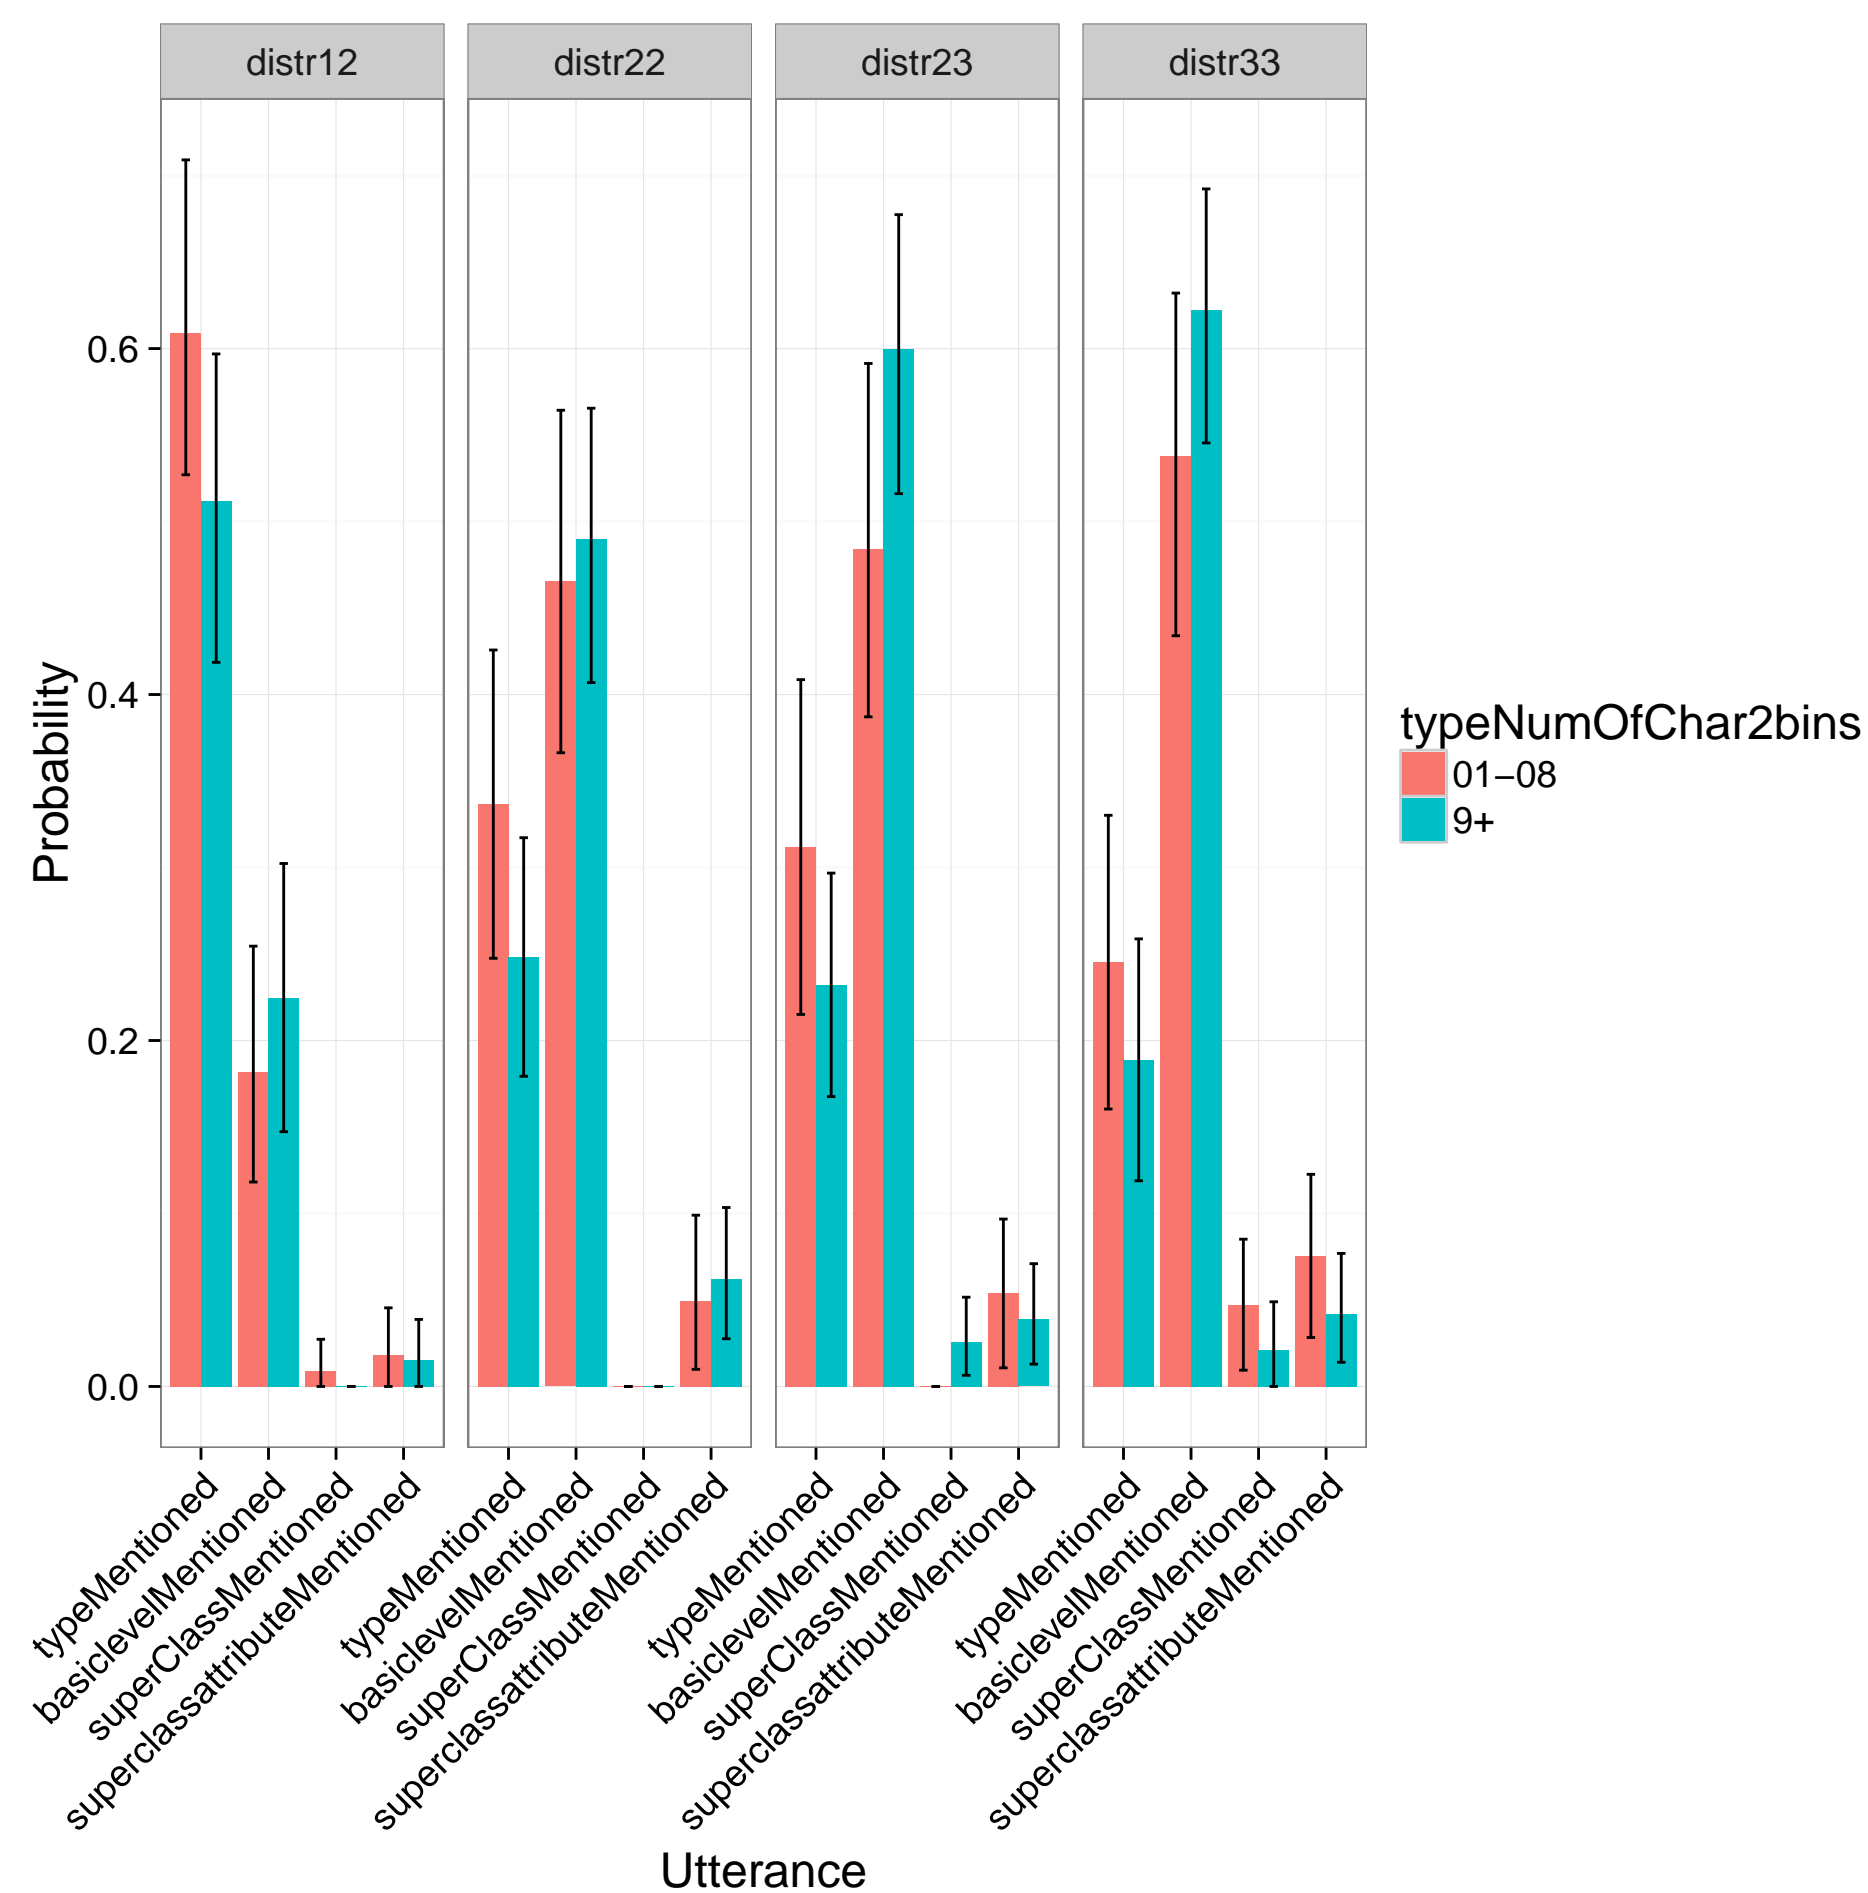 distr12 distr22 distr23 distr33
0.6
0.4
0.2
0.0
Probability
typeMentioned
basiclevelMentioned
superClassMentioned
superclassattributeMentioned
typeMentioned
basiclevelMentioned
superClassMentioned
superclassattributeMentioned
typeMentioned
basiclevelMentioned
superClassMentioned
superclassattributeMentioned
typeMentioned
basiclevelMentioned
superClassMentioned
superclassattributeMentioned
Utterance
typeNumOfChar2bins
01–08
9+